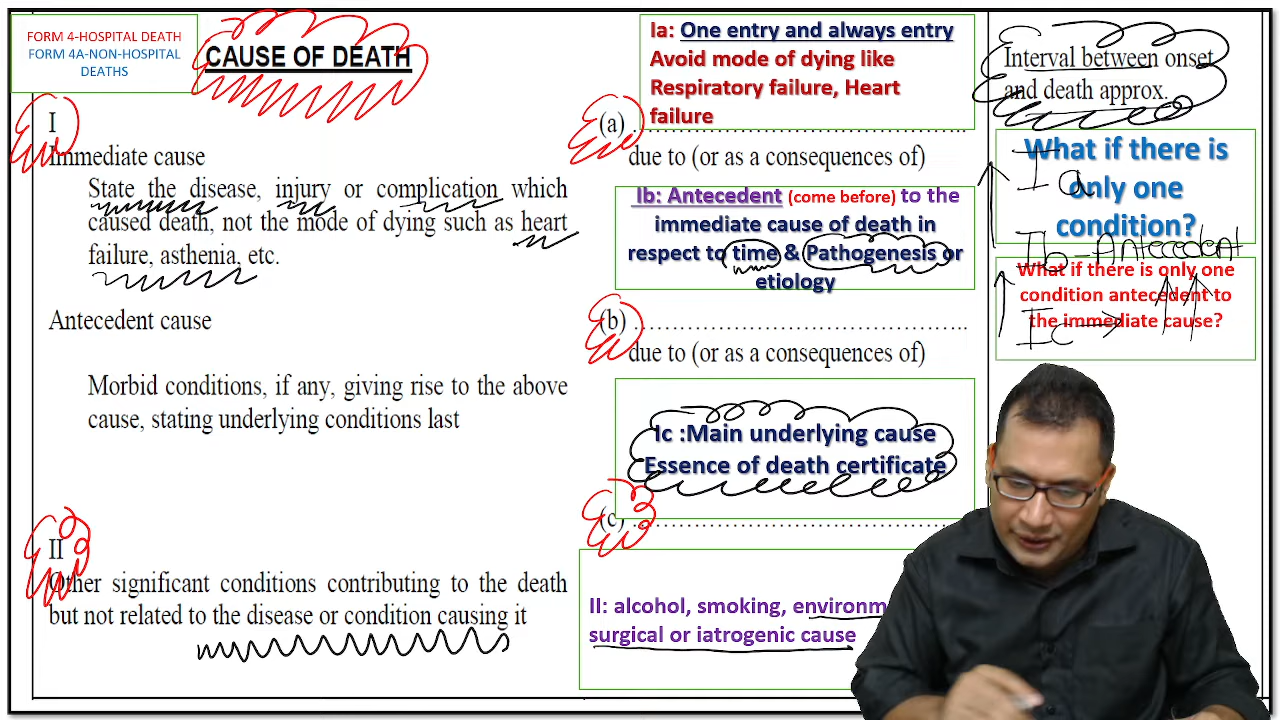 FORM 4-HOSPITAL DEATH
FORM 4A-NON-HOSPITAL
DEATHS
CAUSE OF DEATH
I
Immediate cause
State the disease, injury or complication which
caused death, not the mode of dying such as heart
failure, asthenia, etc.
Antecedent cause
Morbid conditions, if any, giving rise to the above
cause, stating underlying conditions last
II
Other significant conditions contributing to the death
but not related to the disease or condition causing it
Ia: One entry and always entry
Avoid mode of dying like
Respiratory failure, Heart
failure
(a) ........................................................
due to (or as a consequences of)
Ib: Antecedent (come before) to the
immediate cause of death in
respect to time & Pathogenesis or
etiology
(b) ........................................................
due to (or as a consequences of)
Ic :Main underlying cause
Essence of death certificate
(c) ........................................................
II: alcohol, smoking, environm
surgical or iatrogenic cause
Interval between onset
and death approx.
What if there is
only one
condition?
Ia
Ib - Antecedent
What if there is only one
condition antecedent to
the immediate cause?
Ic